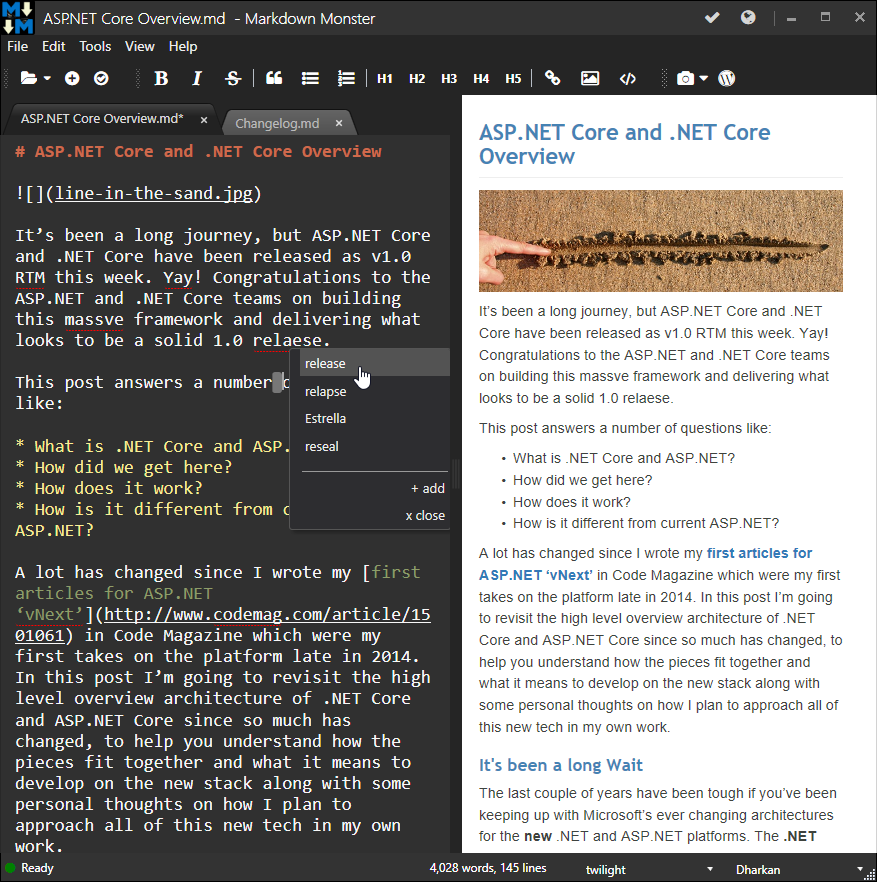 ASP.NET Core Overview.md - Markdown Monster
File Edit Tools View Help
B I S H1 H2 H3 H4 H5
ASP.NET Core Overview.md* ×
Changelog.md ×
# ASP.NET Core and .NET Core Overview
![](line-in-the-sand.jpg)
It’s been a long journey, but ASP.NET Core
and .NET Core have been released as v1.0
RTM this week. Yay! Congratulations to the
ASP.NET and .NET Core teams on building
this massve framework and delivering what
looks to be a solid 1.0 relaese.
This post answers a number
like:
* What is .NET Core and ASP.
* How did we get here?
* How does it work?
* How is it different from c
ASP.NET?
release
relapse
Estrella
reseal
+ add
x close
A lot has changed since I wrote my [first
articles for ASP.NET
‘vNext’](http://www.codemag.com/article/15
01061) in Code Magazine which were my
first takes on the platform late in 2014.
In this post I’m going to revisit the high
level overview architecture of .NET Core
and ASP.NET Core since so much has
changed, to help you understand how the
pieces fit together and what it means to
develop on the new stack along with some
personal thoughts on how I plan to
approach all of this new tech in my own
work.
ASP.NET Core and .NET Core
Overview
It’s been a long journey, but ASP.NET Core and .NET
Core have been released as v1.0 RTM this week. Yay!
Congratulations to the ASP.NET and .NET Core teams
on building this massve framework and delivering what
looks to be a solid 1.0 relaese.
This post answers a number of questions like:
• What is .NET Core and ASP.NET?
• How did we get here?
• How does it work?
• How is it different from current ASP.NET?
A lot has changed since I wrote my first articles for
ASP.NET ‘vNext’ in Code Magazine which were my first
takes on the platform late in 2014. In this post I’m going
to revisit the high level overview architecture of .NET
Core and ASP.NET Core since so much has changed, to
help you understand how the pieces fit together and
what it means to develop on the new stack along with
some personal thoughts on how I plan to approach all of
this new tech in my own work.
It's been a long Wait
The last couple of years have been tough if you’ve been
keeping up with Microsoft’s ever changing architectures
for the new .NET and ASP.NET platforms. The .NET
Ready
4,028 words, 145 lines
twilight
Dharkan